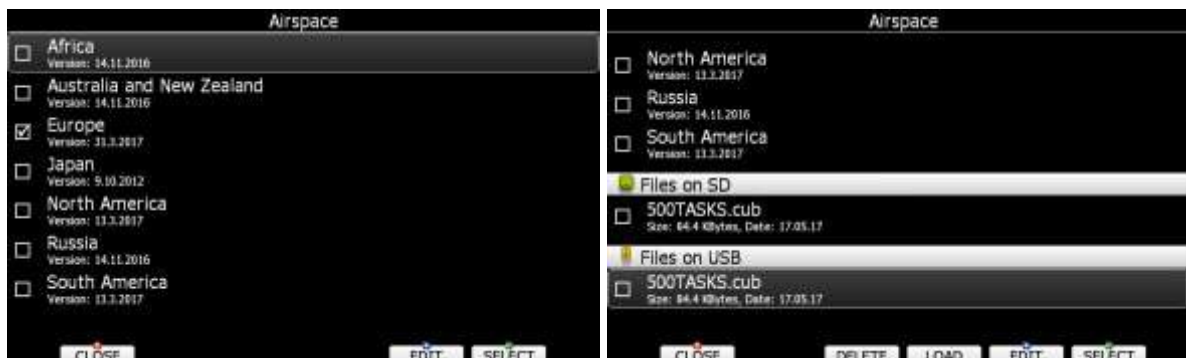 Airspace
Africa
Version: 14.11.2016
Australia and New Zealand
Version: 14.11.2016
Europe
Version: 31.3.2017
Japan
Version: 9.10.2012
North America
Version: 13.3.2017
Russia
Version: 14.11.2016
South America
Version: 13.3.2017
CLOSE
EDIT
SELECT
Airspace
North America
Version: 13.3.2017
Russia
Version: 14.11.2016
South America
Version: 13.3.2017
Files on SD
500TASKS.cub
Size: 84.4 KBytes, Date: 17.05.17
Files on USB
500TASKS.cub
Size: 84.4 KBytes, Date: 17.05.17
CLOSE
DELETE
LOAD
EDIT
SELECT